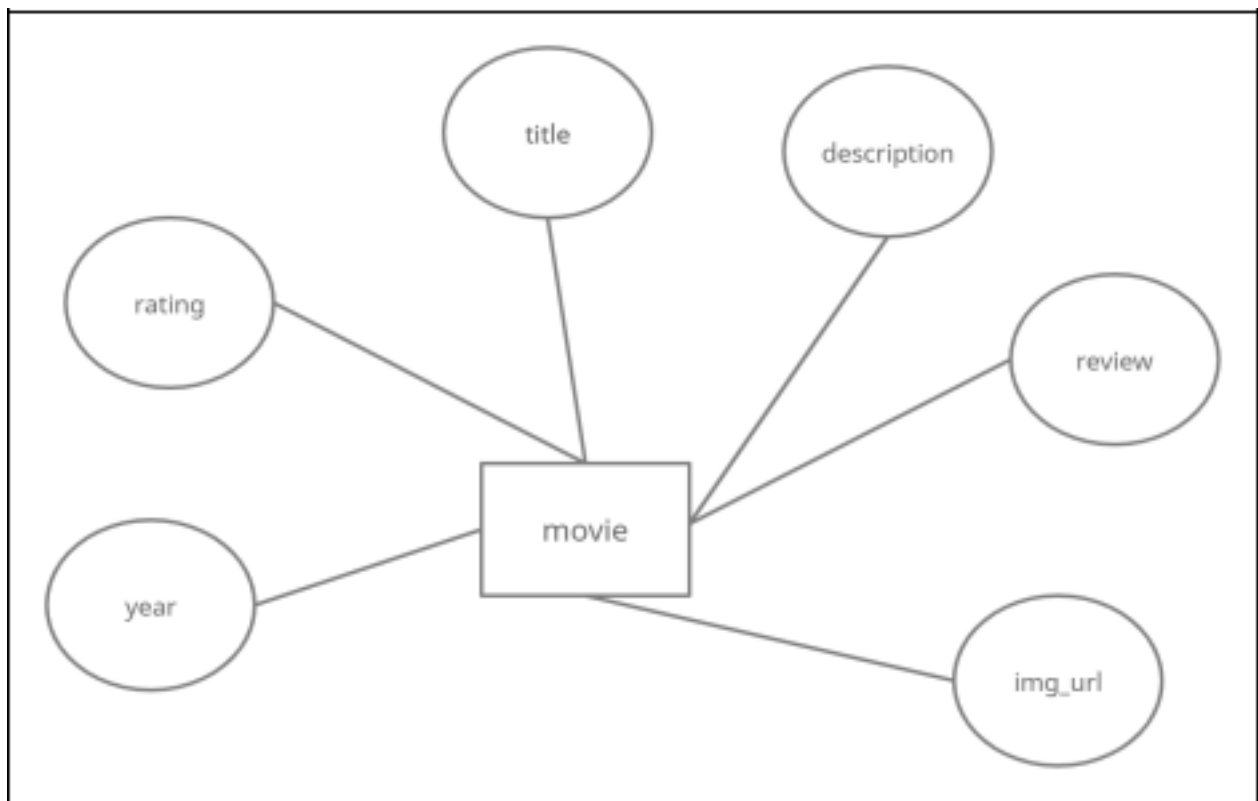 title
description
rating
review
movie
year
img_url